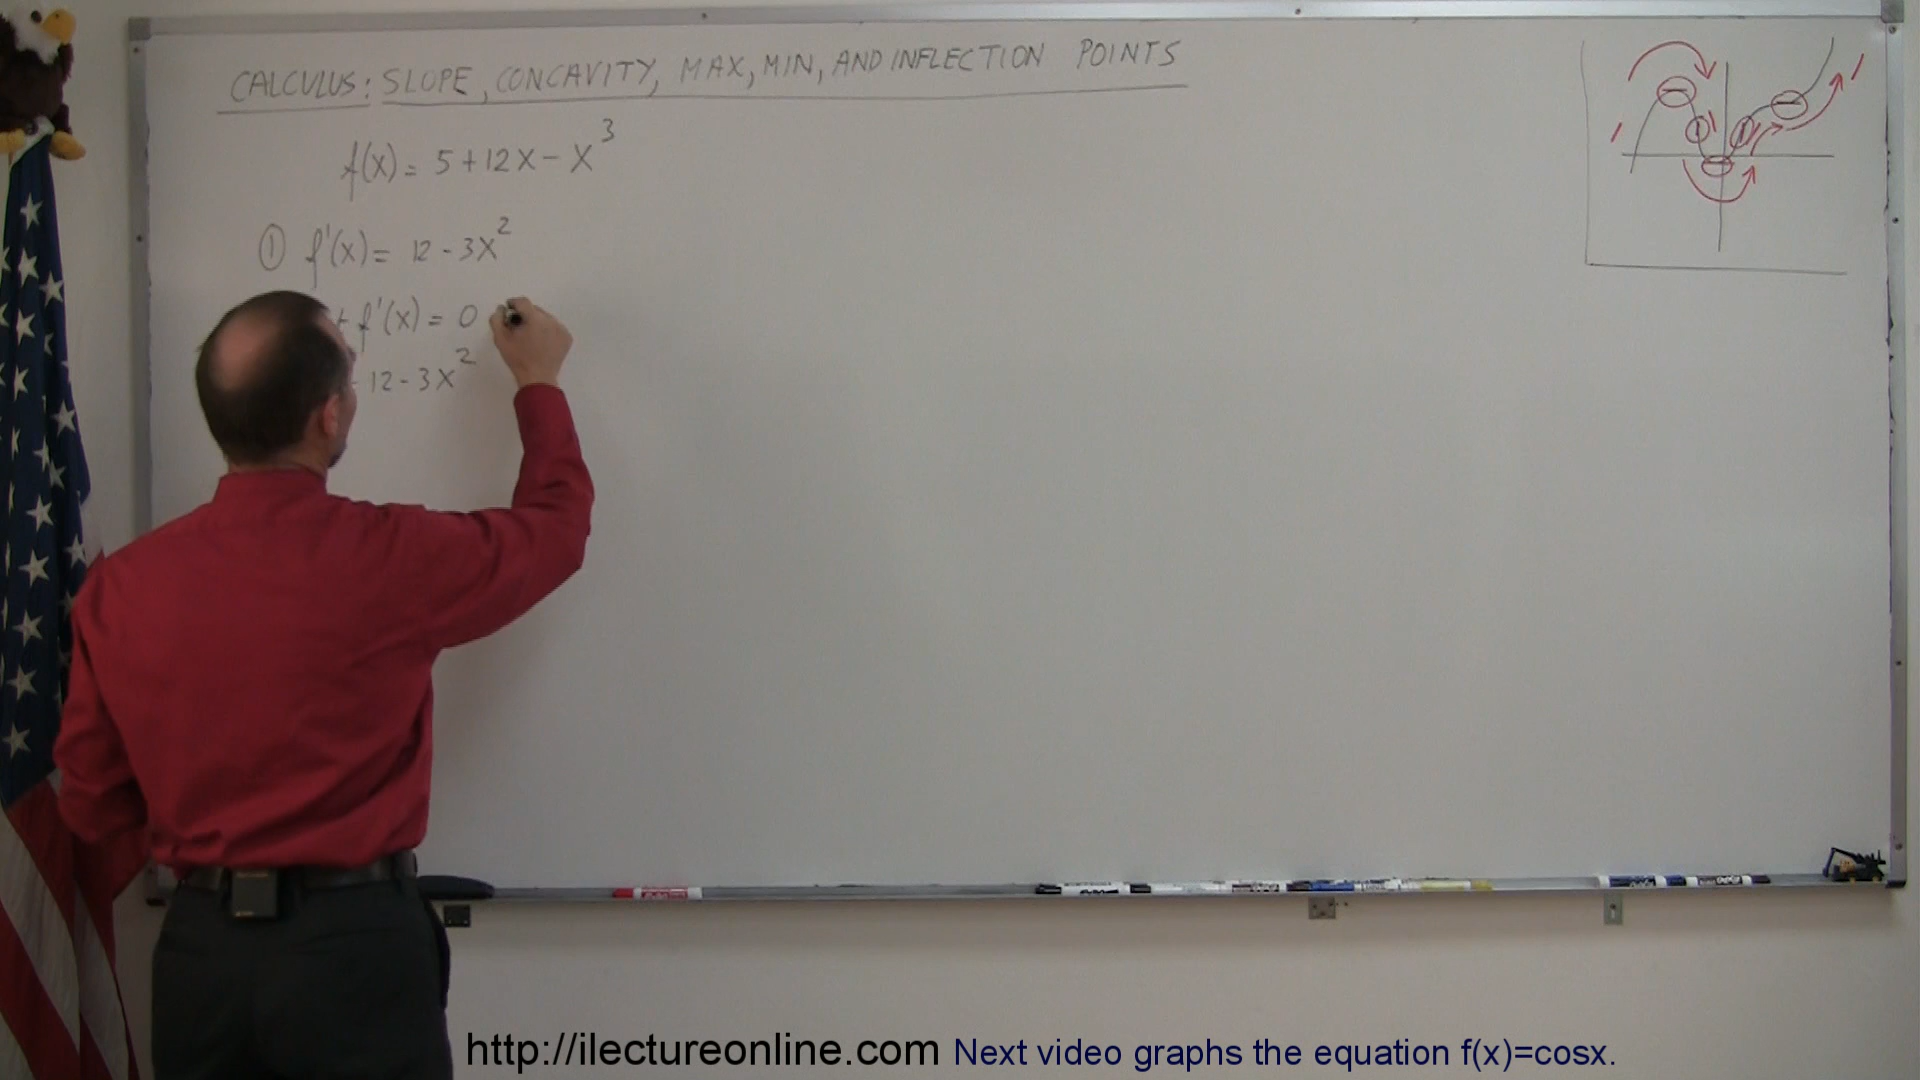 CALCULUS: SLOPE, CONCAVITY, MAX, MIN, AND INFLECTION POINTS
f(x) = 5 + 12x - x³
① f'(x) = 12 - 3x²
f'(x) = 0
12 - 3x²
http://ilectureonline.com Next video graphs the equation f(x)=cosx.